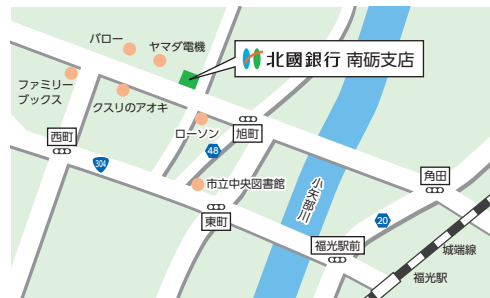 バロー
ヤマダ電機
北國銀行 南砺支店
ファミリー
ブックス
クスリのアオキ
ローソン
西町
旭町
48
304
市立中央図書館
角田
小矢部川
東町
20
福光駅前
城端線
福光駅